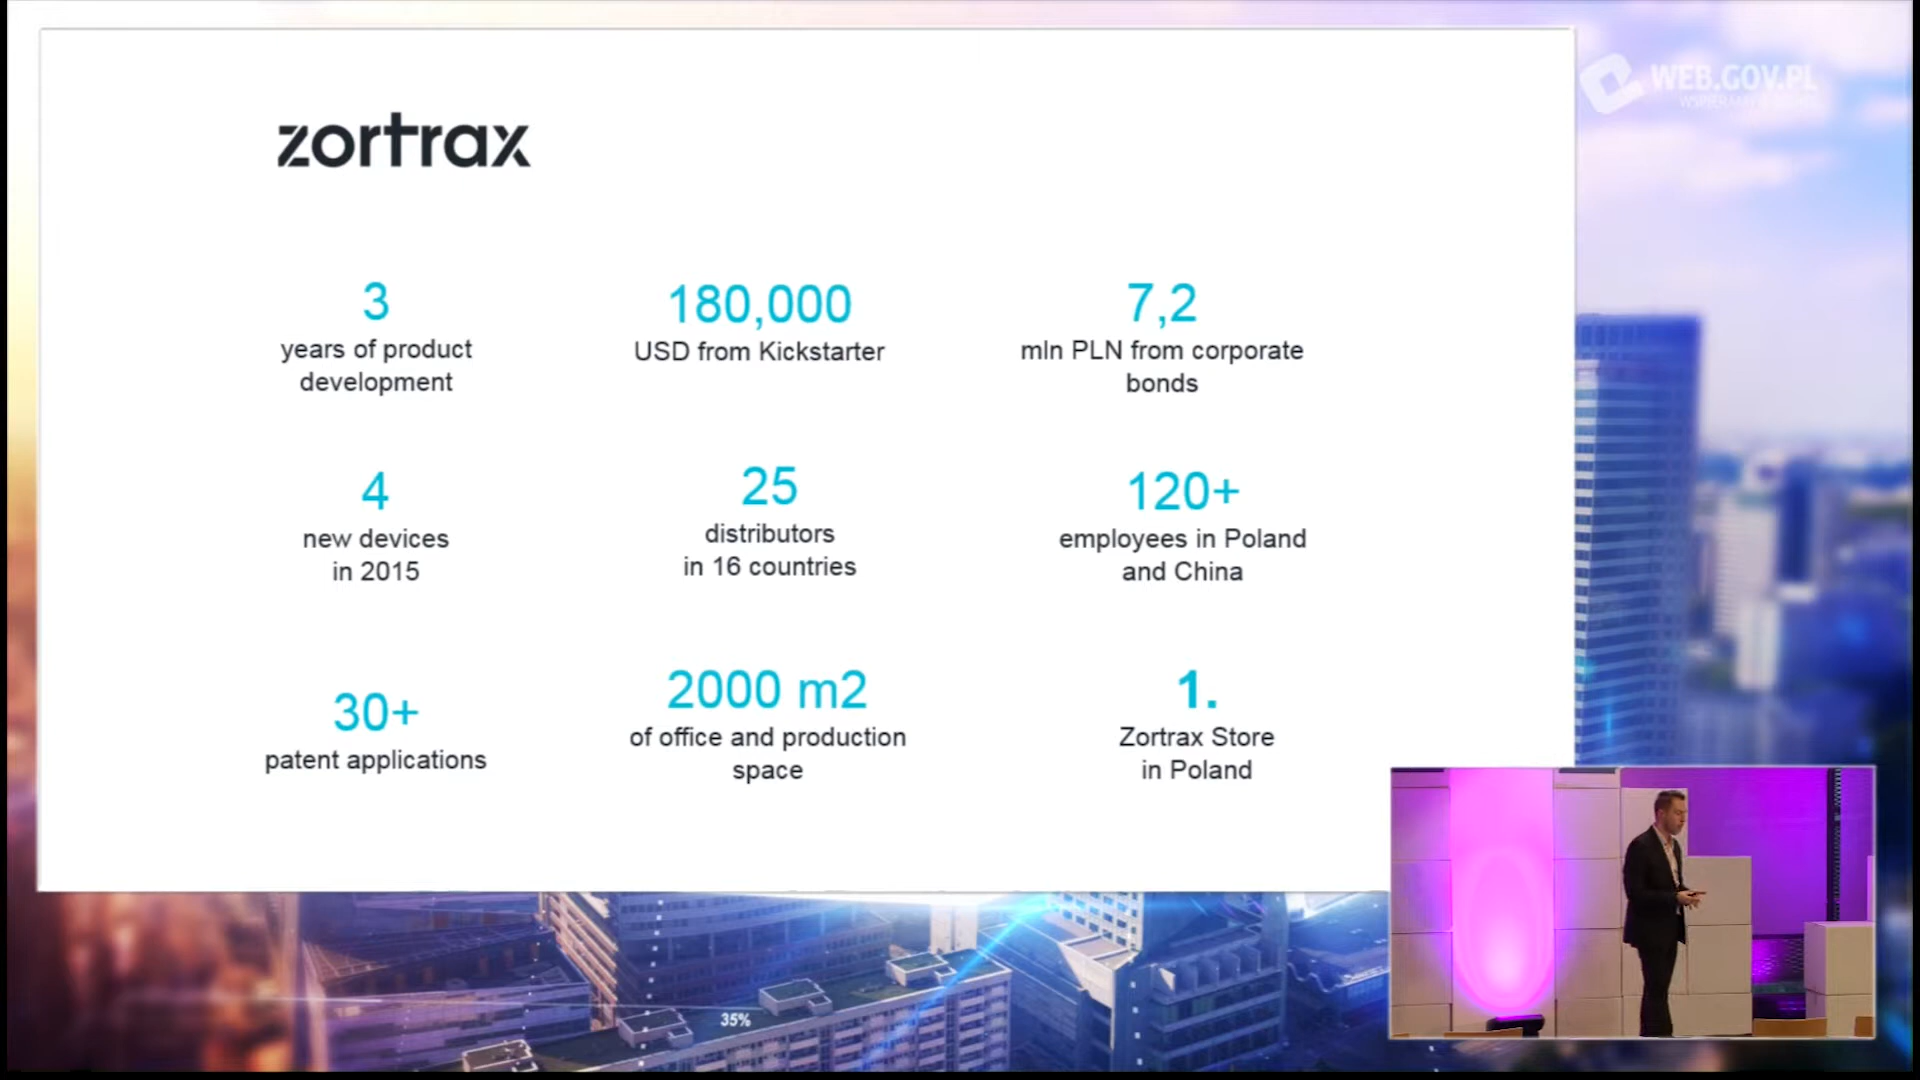 WEB.GOV.PL
zortrax
3
years of product
development
180,000
USD from Kickstarter
7,2
mln PLN from corporate
bonds
4
new devices
in 2015
25
distributors
in 16 countries
120+
employees in Poland
and China
30+
patent applications
2000 m2
of office and production
space
1.
Zortrax Store
in Poland
35%